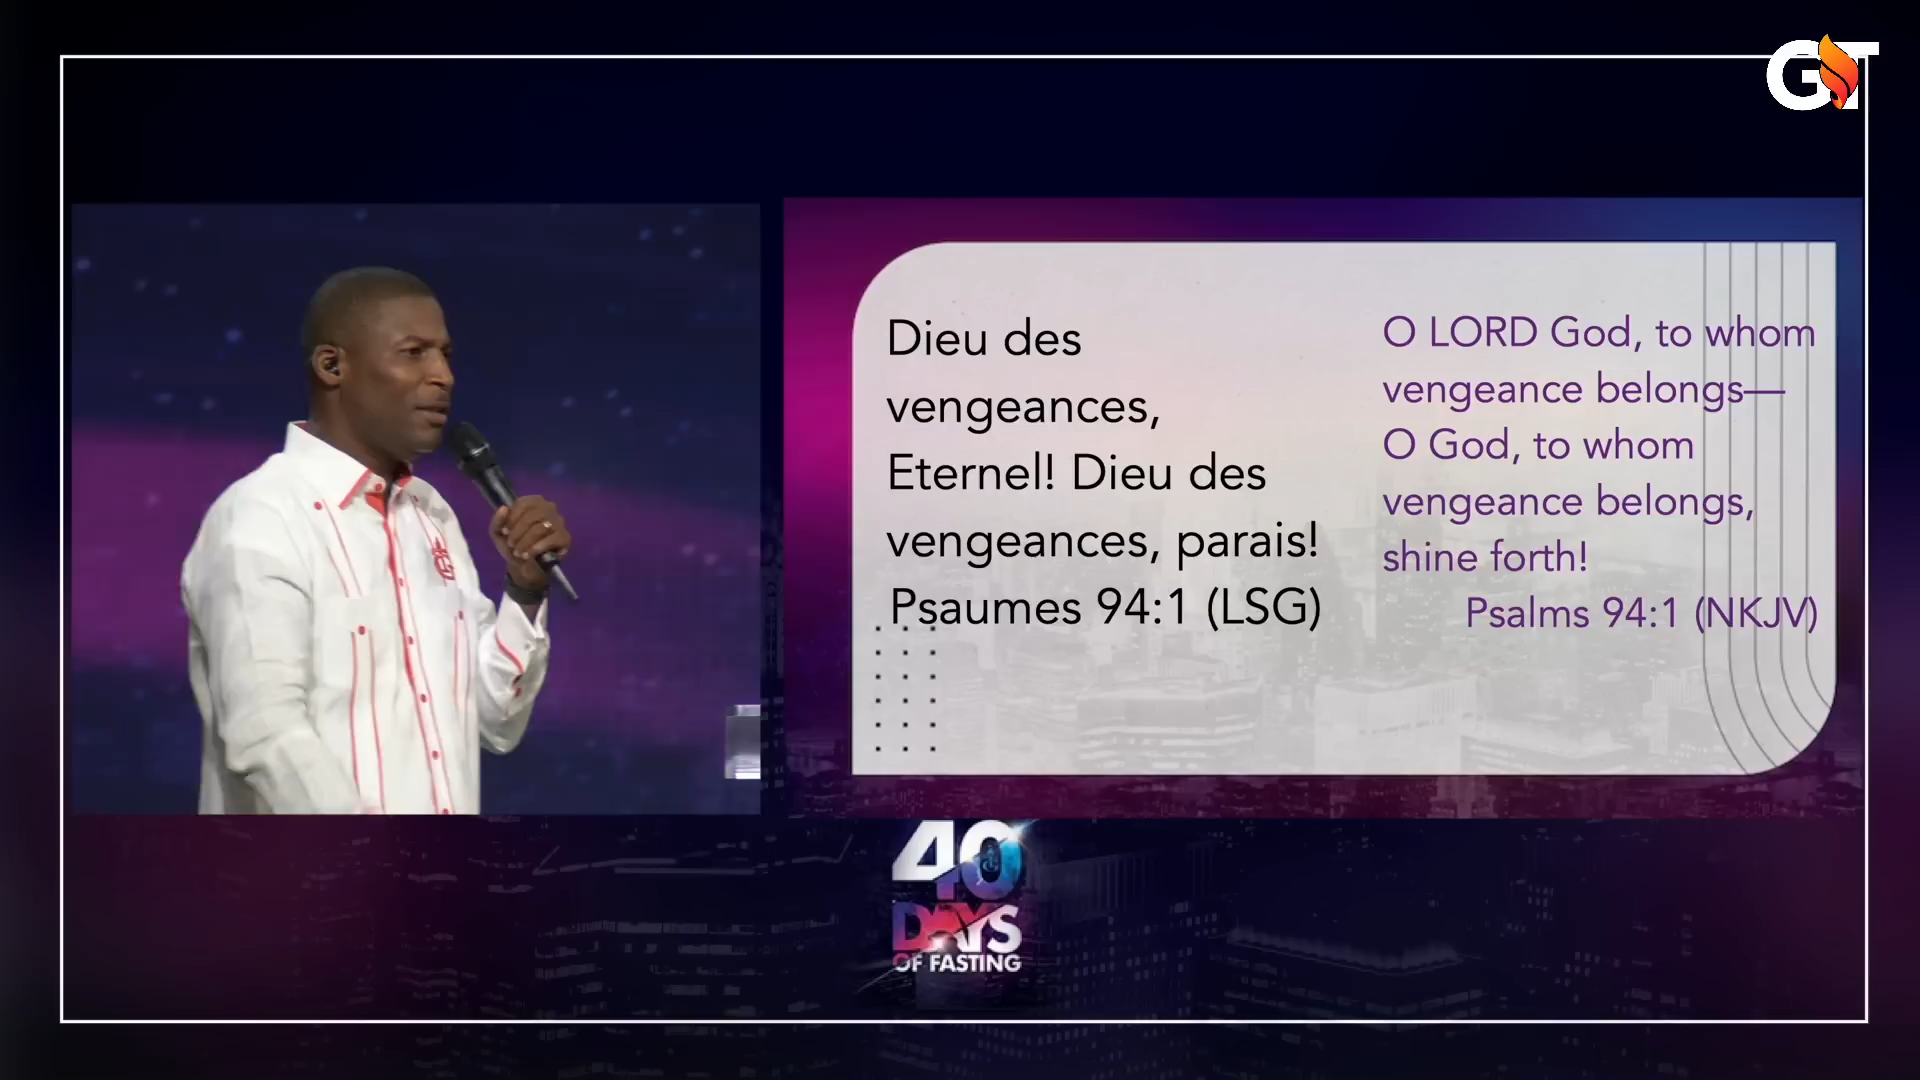 GT
Dieu des
vengeances,
Eternel! Dieu des
vengeances, parais!
Psaumes 94:1 (LSG)
O LORD God, to whom
vengeance belongs—
O God, to whom
vengeance belongs,
shine forth!
Psalms 94:1 (NKJV)
40
DAYS
OF FASTING